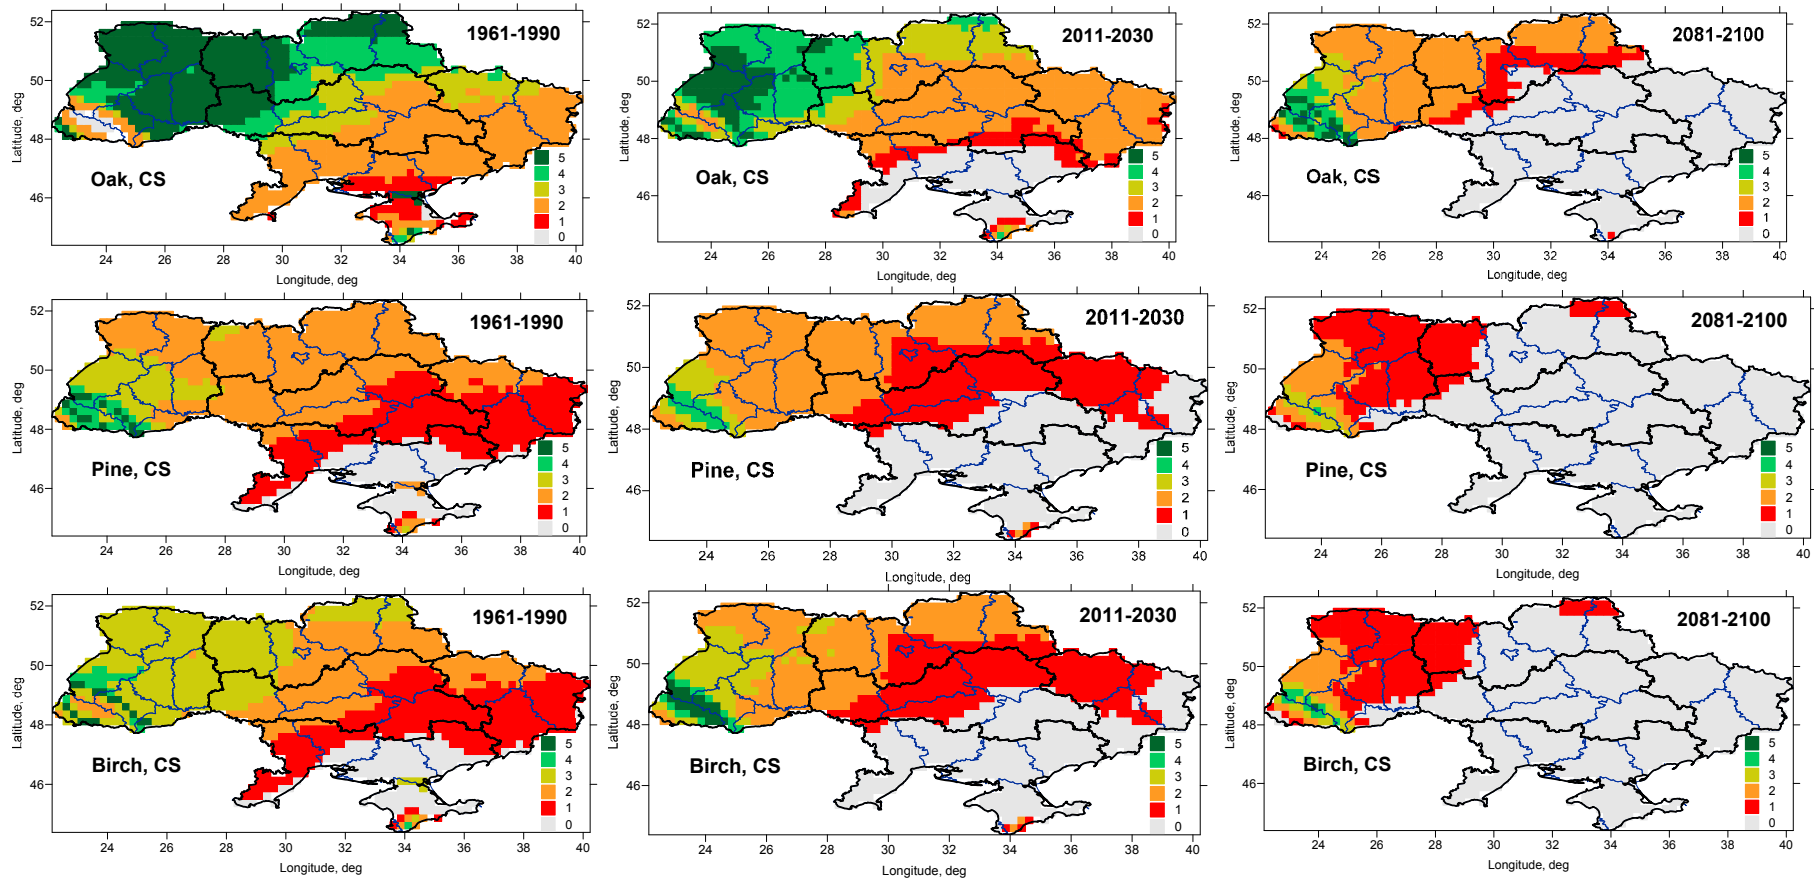 1961-1990
Oak, CS
Latitude, deg
52
50
48
46
5
4
3
2
1
0
24 26 28 30 32 34 36 38 40
Longitude, deg
2011-2030
Oak, CS
Latitude, deg
52
50
48
46
5
4
3
2
1
0
24 26 28 30 32 34 36 38 40
Longitude, deg
2081-2100
Oak, CS
Latitude, deg
52
50
48
46
5
4
3
2
1
0
24 26 28 30 32 34 36 38 40
Longitude, deg
1961-1990
Pine, CS
Latitude, deg
52
50
48
46
5
4
3
2
1
0
24 26 28 30 32 34 36 38 40
Longitude, deg
2011-2030
Pine, CS
Latitude, deg
52
50
48
46
5
4
3
2
1
0
24 26 28 30 32 34 36 38 40
Longitude, deg
2081-2100
Pine, CS
Latitude, deg
52
50
48
46
5
4
3
2
1
0
24 26 28 30 32 34 36 38 40
Longitude, deg
1961-1990
Birch, CS
Latitude, deg
52
50
48
46
5
4
3
2
1
0
24 26 28 30 32 34 36 38 40
Longitude, deg
2011-2030
Birch, CS
Latitude, deg
52
50
48
46
5
4
3
2
1
0
24 26 28 30 32 34 36 38 40
Longitude, deg
2081-2100
Birch, CS
Latitude, deg
52
50
48
46
5
4
3
2
1
0
24 26 28 30 32 34 36 38 40
Longitude, deg